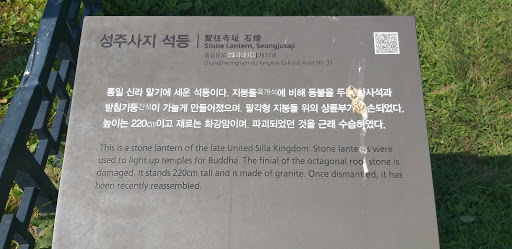 성주사지 석등 聖住寺址 石燈
Stone Lantern, Seongjusaji
충청남도 제33호
Chungcheongnam-do Tangible Cultural Asset No. 33
통일 신라 말기에 세운 석등이다. 지붕돌옥개석에 비해 등불을 두는
받침기둥간석이 가늘게 만들어졌으며, 팔각형 지붕돌 위의 상륜부가 손되었다.
높이는 220cm이고 재료는 화강암이며, 파괴되었던 것을 근래 수습하였다.
This is a stone lantern of the late United Silla Kingdom. Stone lanterns were
used to light up temples for Buddha. The finial of the octagonal roof stone is
damaged. It stands 220cm tall and is made of granite. Once dismantled, it has
been recently reassembled.